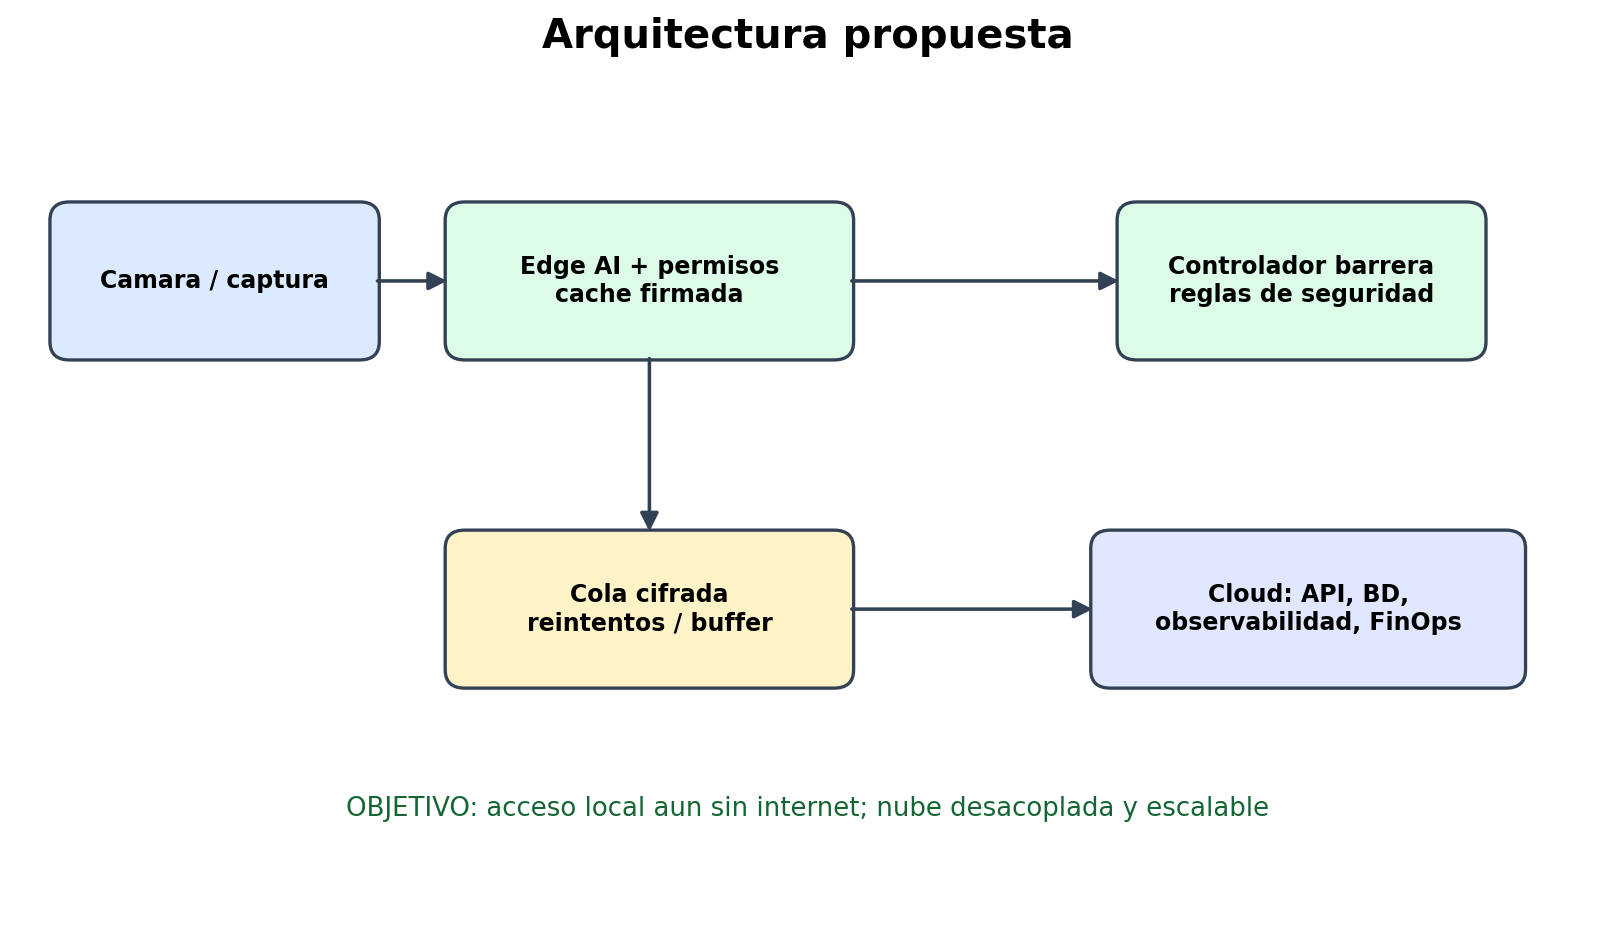 Arquitectura propuesta
Camara / captura
Edge AI + permisos
cache firmada
Controlador barrera
reglas de seguridad
Cola cifrada
reintentos / buffer
Cloud: API, BD,
observabilidad, FinOps
OBJETIVO: acceso local aun sin internet; nube desacoplada y escalable